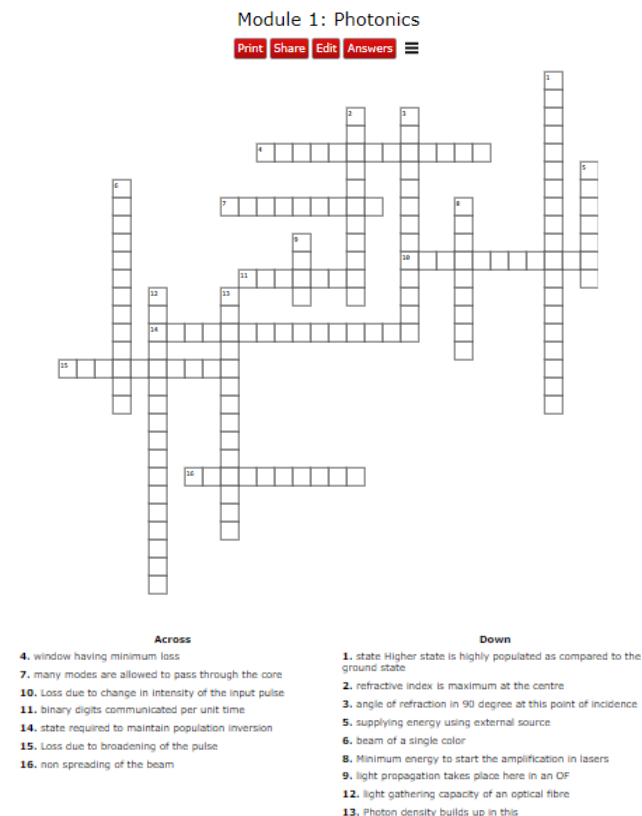 Module 1: Photonics
Print Share Edit Answers
1
2 3
4
5
6
7 8
9
10
11
12 13
14
15
16
Across
4. window having minimum loss
7. many modes are allowed to pass through the core
10. Loss due to change in intensity of the input pulse
11. binary digits communicated per unit time
14. state required to maintain population inversion
15. Loss due to broadening of the pulse
16. non spreading of the beam
Down
1. state Higher state is highly populated as compared to the
ground state
2. refractive index is maximum at the centre
3. angle of refraction in 90 degree at this point of incidence
5. supplying energy using external source
6. beam of a single color
8. Minimum energy to start the amplification in lasers
9. light propagation takes place here in an OF
12. light gathering capacity of an optical fibre
13. Photon density builds up in this